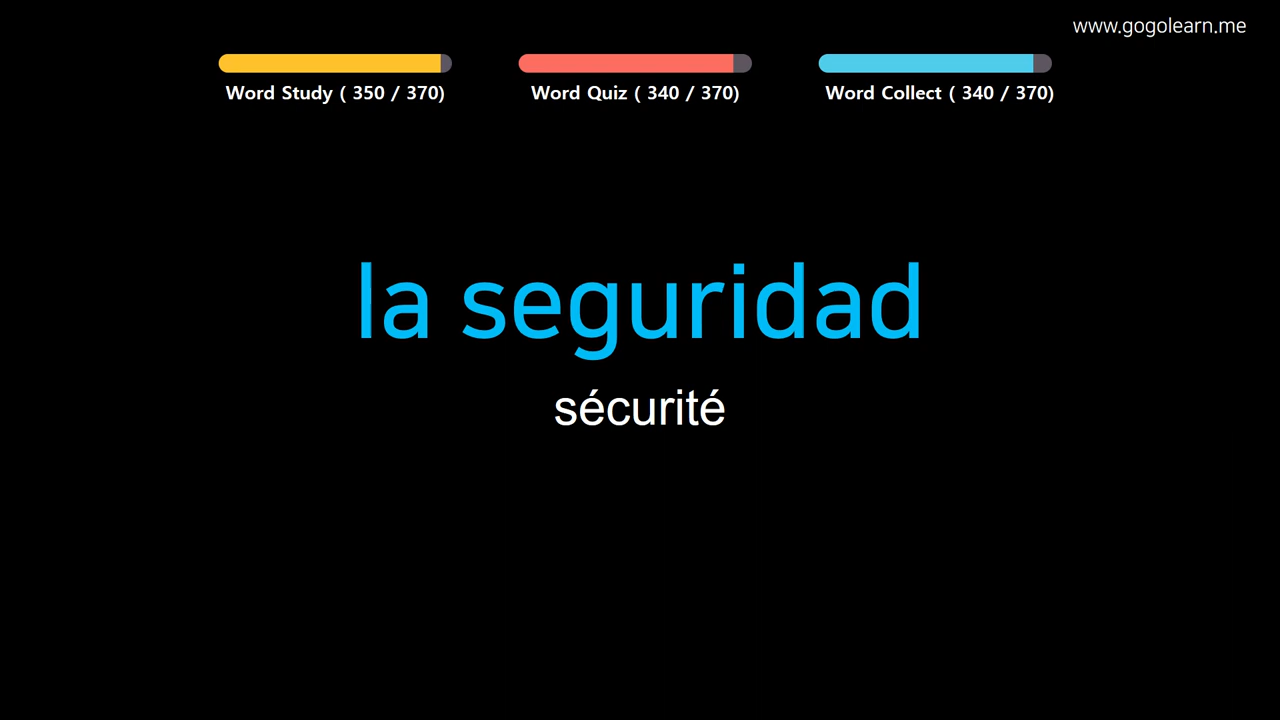 www.gogolearn.me
Word Study ( 350 / 370)
Word Quiz ( 340 / 370)
Word Collect ( 340 / 370)
la seguridad
sécurité